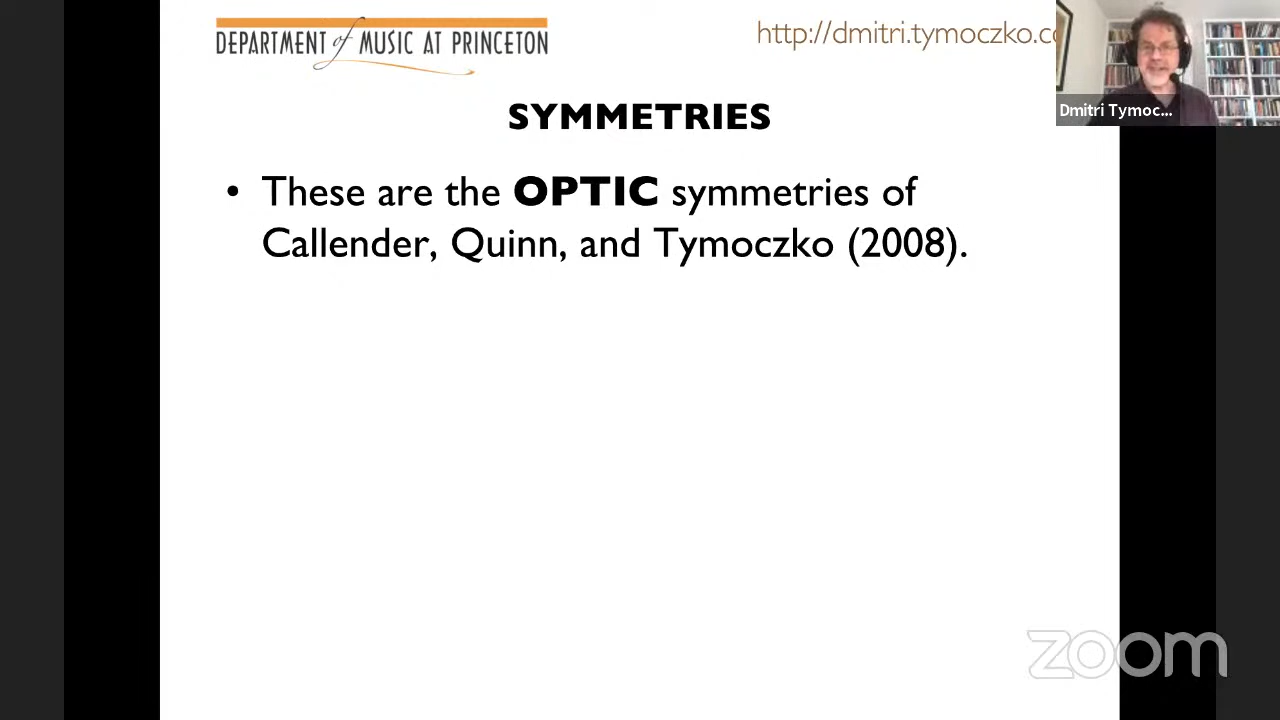 DEPARTMENT of MUSIC AT PRINCETON
http://dmitri.tymoczko.co
Dmitri Tymoc...
SYMMETRIES
• These are the OPTIC symmetries of
Callender, Quinn, and Tymoczko (2008).
zoom